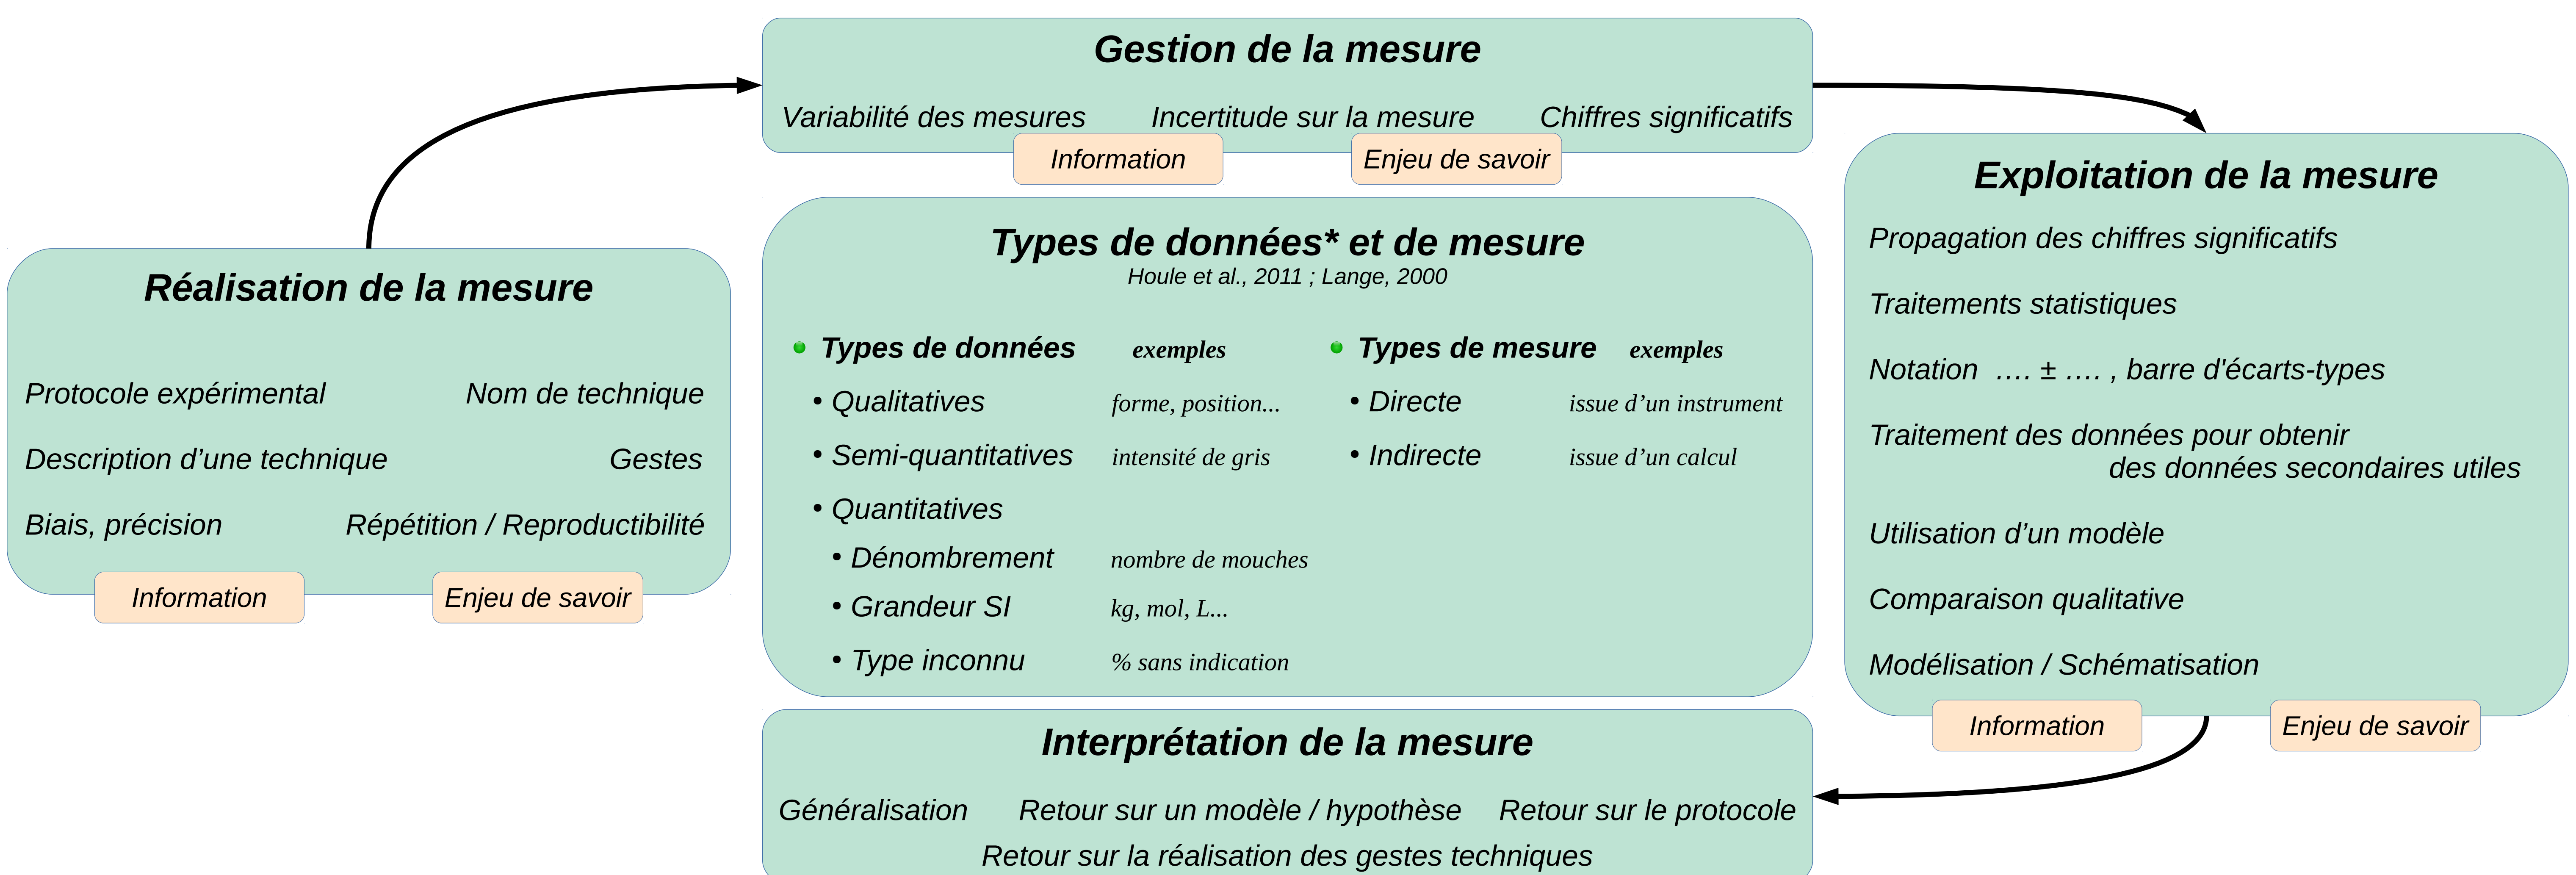 Gestion de la mesure
Variabilité des mesures Incertitude sur la mesure Chiffres significatifs
Information Enjeu de savoir
Réalisation de la mesure
Protocole expérimental Nom de technique
Description d’une technique Gestes
Biais, précision Répétition / Reproductibilité
Information Enjeu de savoir
Types de données* et de mesure
Houle et al., 2011 ; Lange, 2000
Types de données exemples
• Qualitatives forme, position...
• Semi-quantitatives intensité de gris
• Quantitatives
• Dénombrement nombre de mouches
• Grandeur SI kg, mol, L...
• Type inconnu % sans indication
Types de mesure exemples
• Directe issue d’un instrument
• Indirecte issue d’un calcul
Exploitation de la mesure
Propagation des chiffres significatifs
Traitements statistiques
Notation …. ± …. , barre d'écarts-types
Traitement des données pour obtenir
des données secondaires utiles
Utilisation d’un modèle
Comparaison qualitative
Modélisation / Schématisation
Information Enjeu de savoir
Interprétation de la mesure
Généralisation Retour sur un modèle / hypothèse Retour sur le protocole
Retour sur la réalisation des gestes techniques